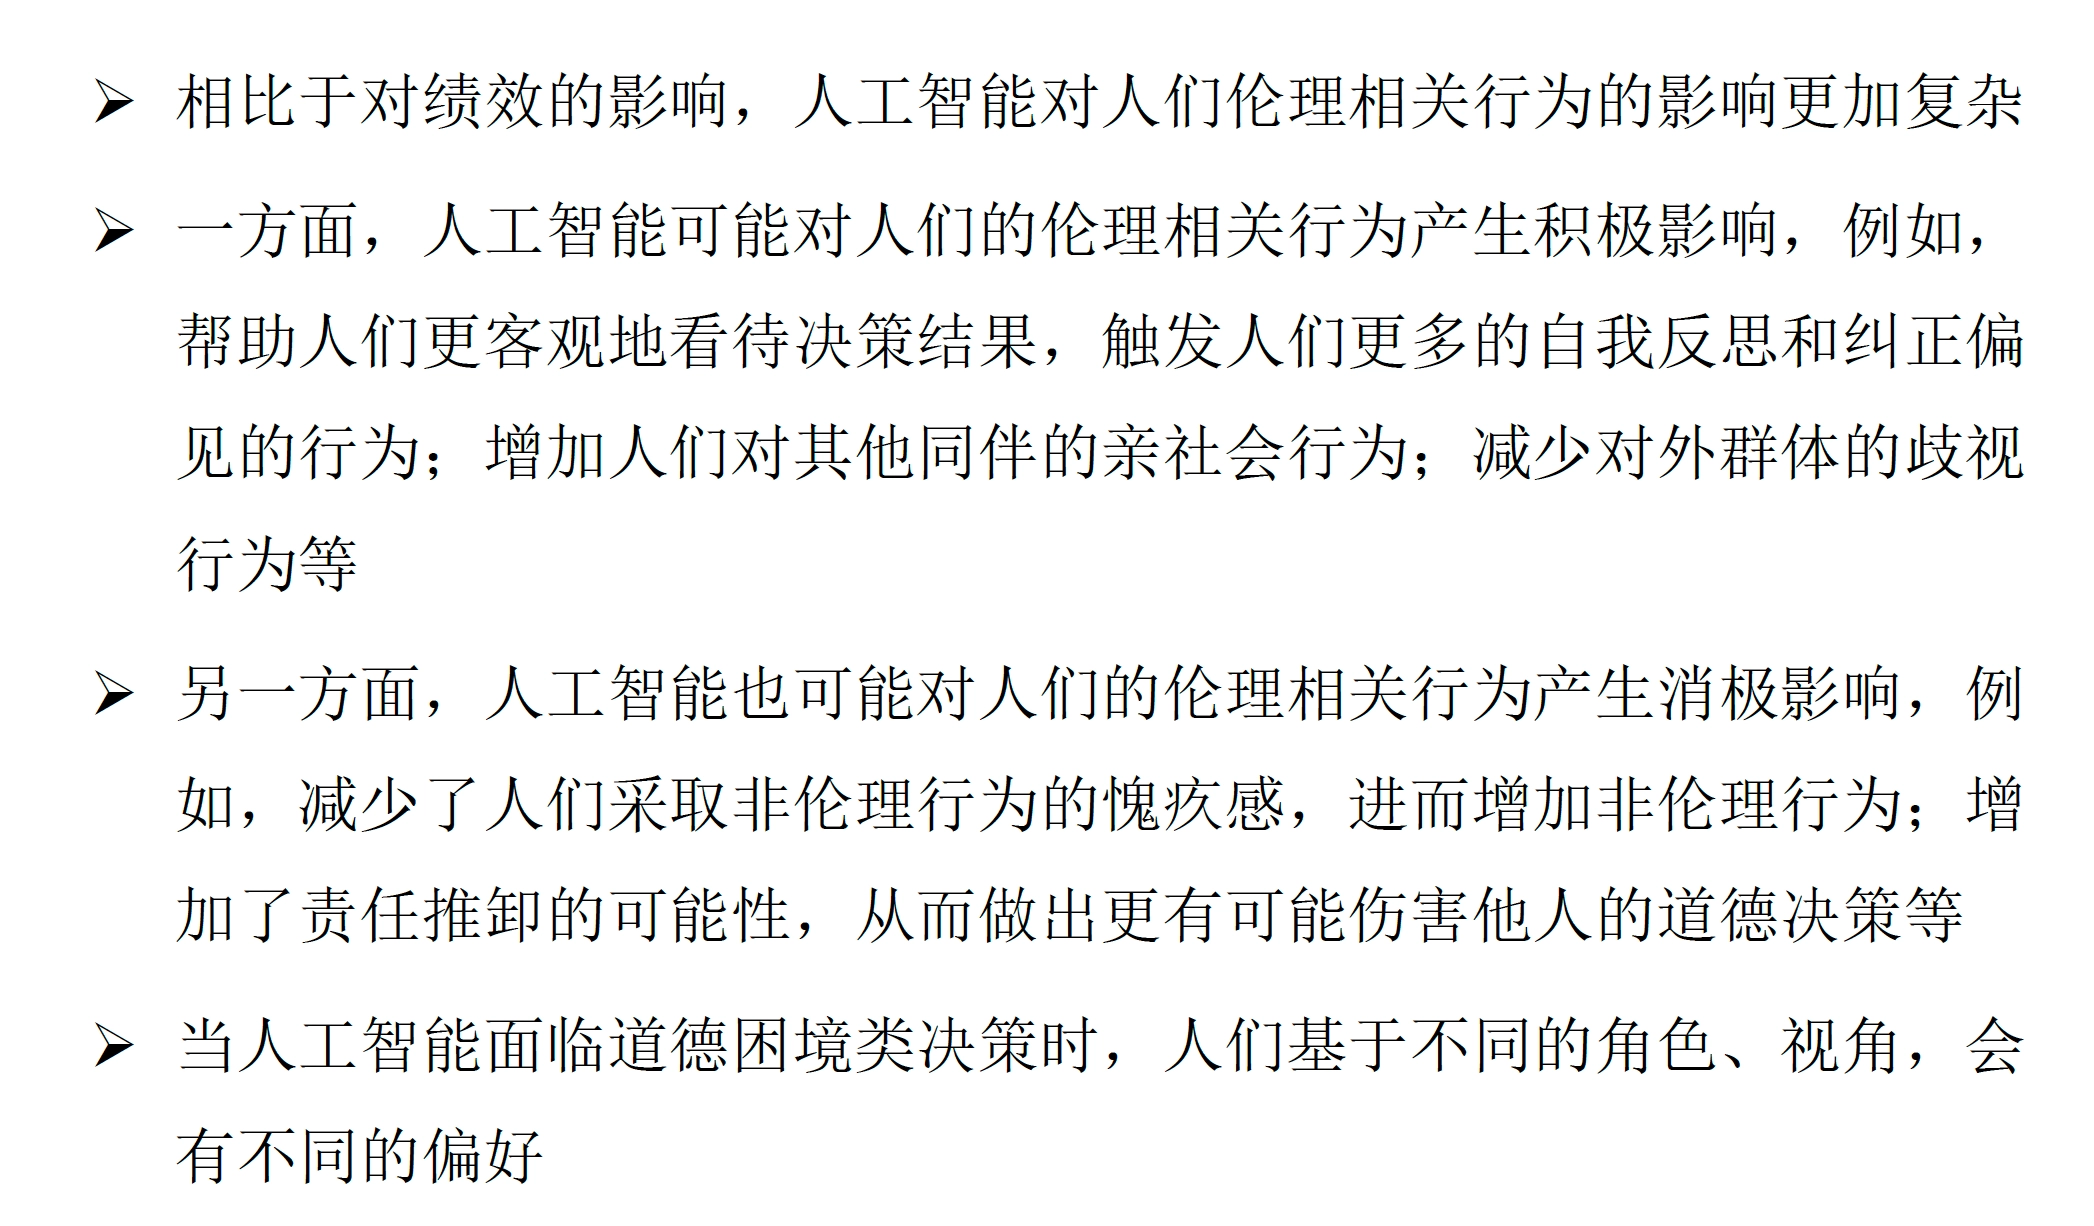 ➢ 相比于对绩效的影响，人工智能对人们伦理相关行为的影响更加复杂
➢ 一方面，人工智能可能对人们的伦理相关行为产生积极影响，例如，
帮助人们更客观地看待决策结果，触发人们更多的自我反思和纠正偏
见的行为；增加人们对其他同伴的亲社会行为；减少对外群体的歧视
行为等
➢ 另一方面，人工智能也可能对人们的伦理相关行为产生消极影响，例
如，减少了人们采取非伦理行为的愧疚感，进而增加非伦理行为；增
加了责任推卸的可能性，从而做出更有可能伤害他人的道德决策等
➢ 当人工智能面临道德困境类决策时，人们基于不同的角色、视角，会
有不同的偏好